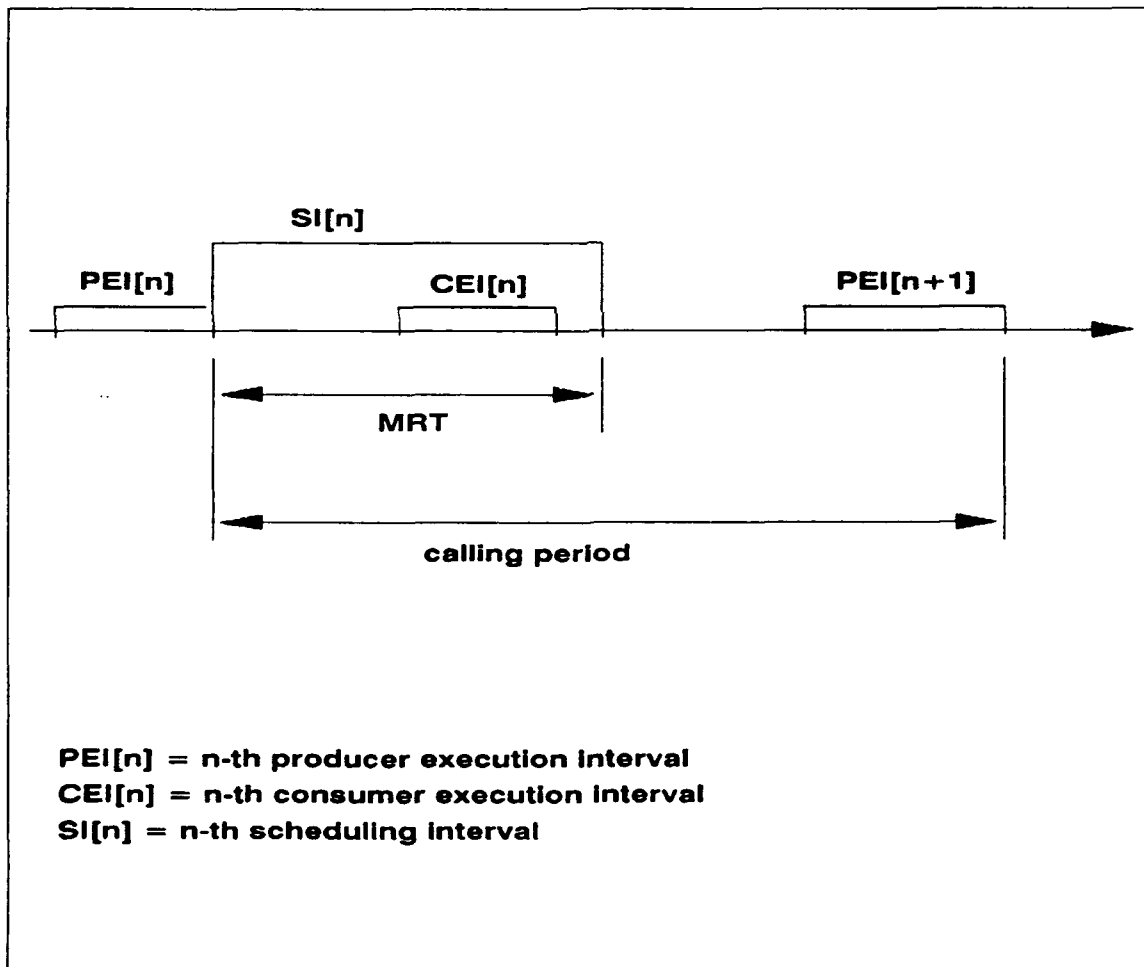 SI[n]
PEI[n]
CEI[n]
PEI[n+1]
MRT
calling period
PEI[n] = n-th producer execution interval
CEI[n] = n-th consumer execution interval
SI[n] = n-th scheduling interval